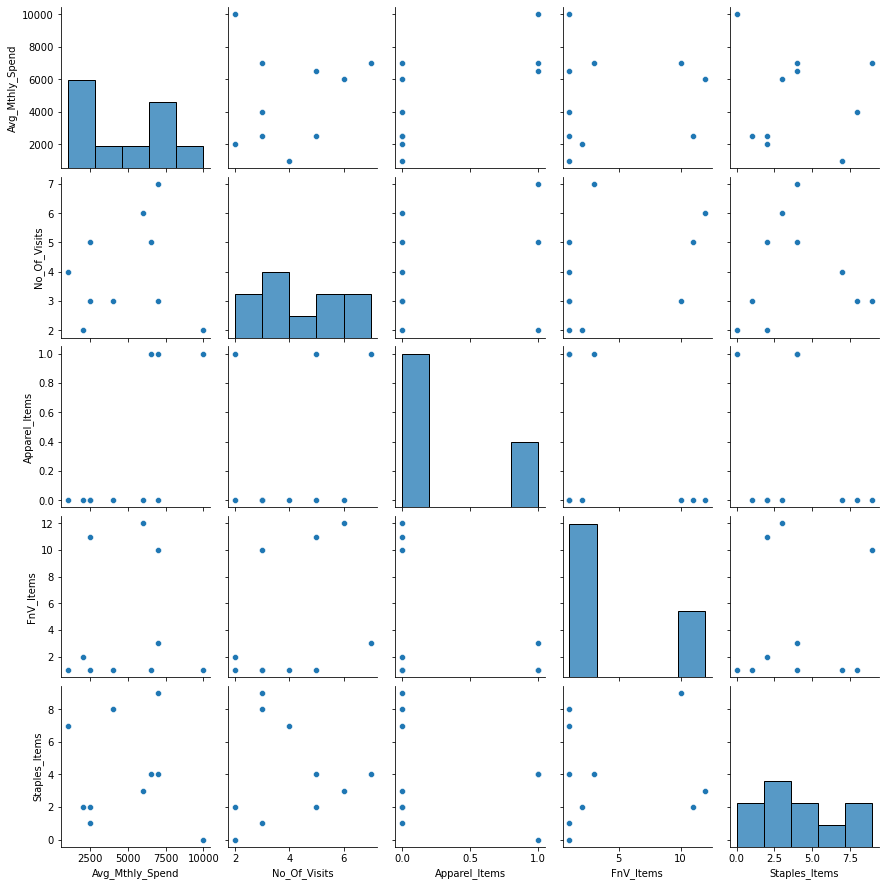 Avg_Mthly_Spend
10000
8000
6000
4000
2000
No_Of_Visits
7
6
5
4
3
2
Apparel_Items
1.0
0.8
0.6
0.4
0.2
0.0
FnV_Items
12
10
8
6
4
2
Staples_Items
8
6
4
2
0
2500 5000 7500 10000
2 4 6
0.0 0.5 1.0
5 10
0.0 2.5 5.0 7.5
Avg_Mthly_Spend
No_Of_Visits
Apparel_Items
FnV_Items
Staples_Items